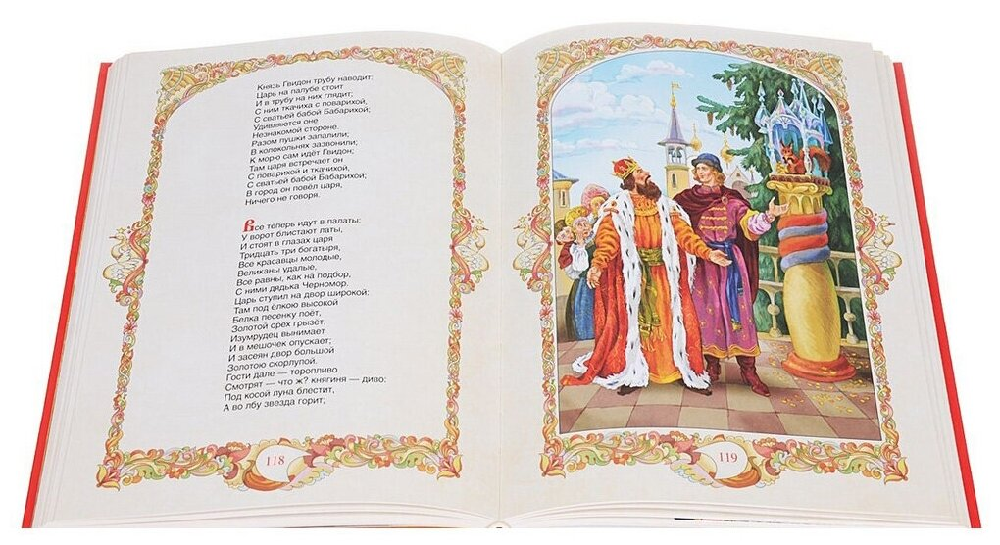 Князь Гвидон трубу наводит:
Царь на палубе стоит
И в трубу на них глядит;
С ним ткачиха с поварихой,
С сватьей бабой Бабарихой;
Удивляются оне
Незнакомой стороне.
Разом пушки запалили;
В колокольнях зазвонили;
К морю сам идёт Гвидон;
Там царя встречает он
С поварихой и ткачихой,
С сватьей бабой Бабарихой;
В город он повёл царя,
Ничего не говоря.
Все теперь идут в палаты:
У ворот блистают латы,
И стоят в глазах царя
Тридцать три богатыря,
Все красавцы молодые,
Великаны удалые,
Все равны, как на подбор,
С ними дядька Черномор.
Царь ступил на двор широкой:
Там под ёлкою высокой
Белка песенку поёт,
Золотой орех грызёт,
Изумрудец вынимает
И в мешочек опускает;
И засеян двор большой
Золотою скорлупой.
Гости дале — торопливо
Смотрят — что ж? княгиня — диво:
Под косой луна блестит,
А во лбу звезда горит;
118
119